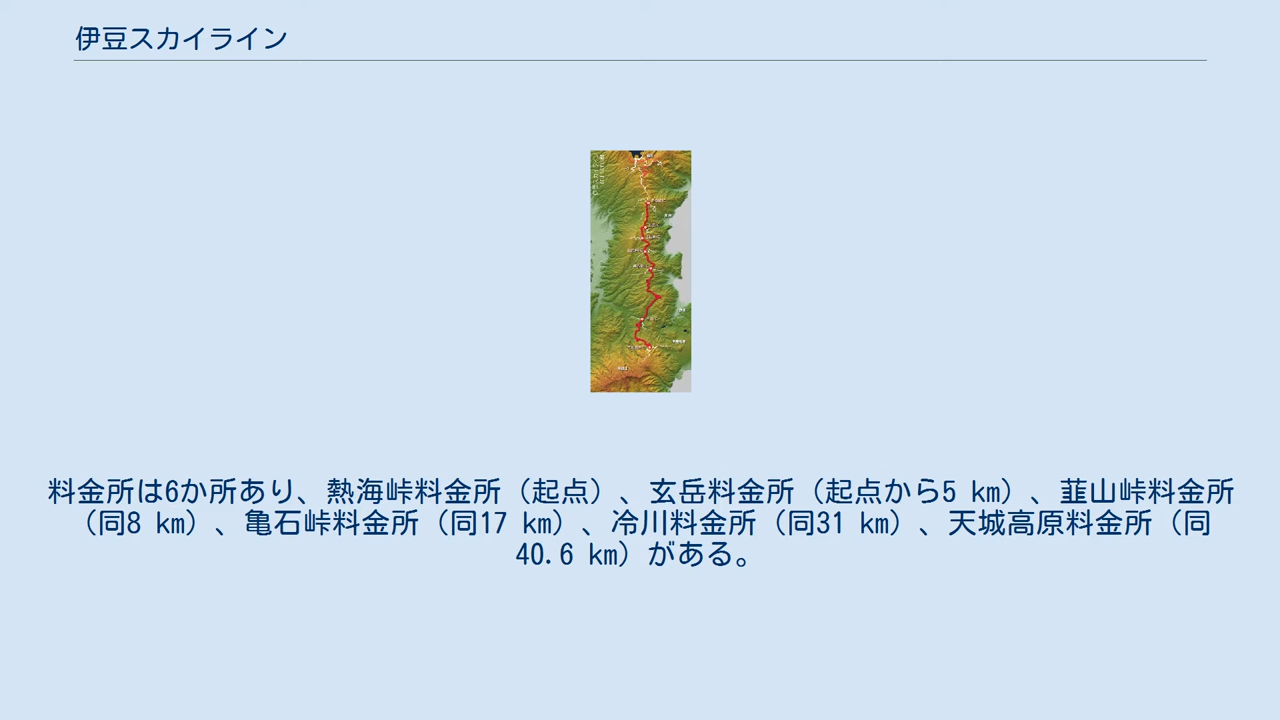 伊豆スカイライン
料金所は6か所あり、熱海峠料金所（起点）、玄岳料金所（起点から5 km）、韮山峠料金所
（同8 km）、亀石峠料金所（同17 km）、冷川料金所（同31 km）、天城高原料金所（同
40.6 km）がある。